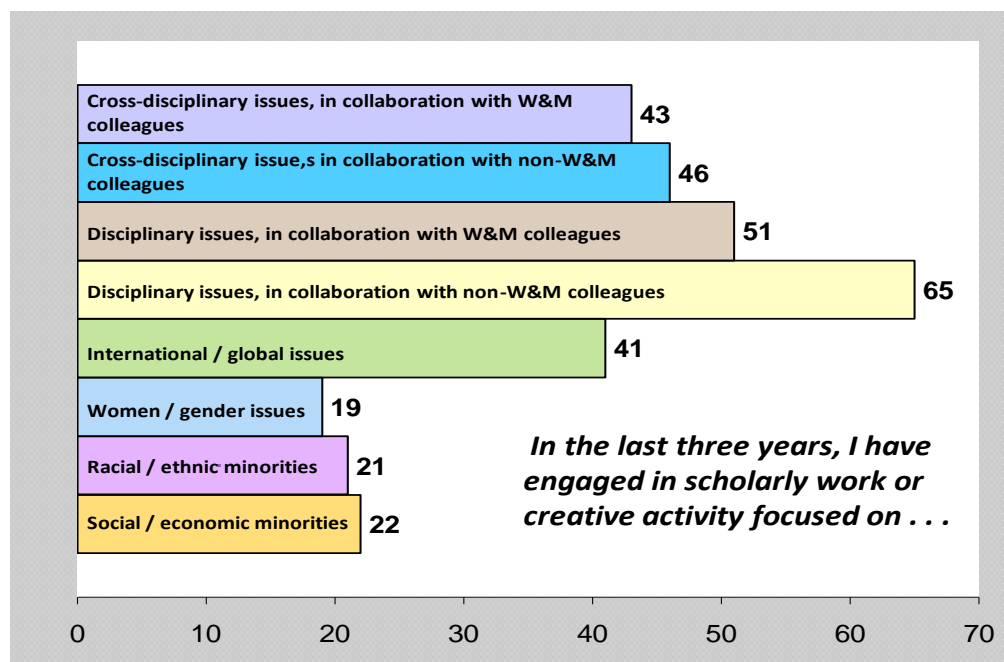 Cross-disciplinary issues, in collaboration with W&M
colleagues
43
Cross-disciplinary issue,s in collaboration with non-W&M
colleagues
46
Disciplinary issues, in collaboration with W&M colleagues
51
Disciplinary issues, in collaboration with non-W&M colleagues
65
International / global issues
41
Women / gender issues
19
Racial / ethnic minorities
21
Social / economic minorities
22
In the last three years, I have
engaged in scholarly work or
creative activity focused on . . .
0 10 20 30 40 50 60 70